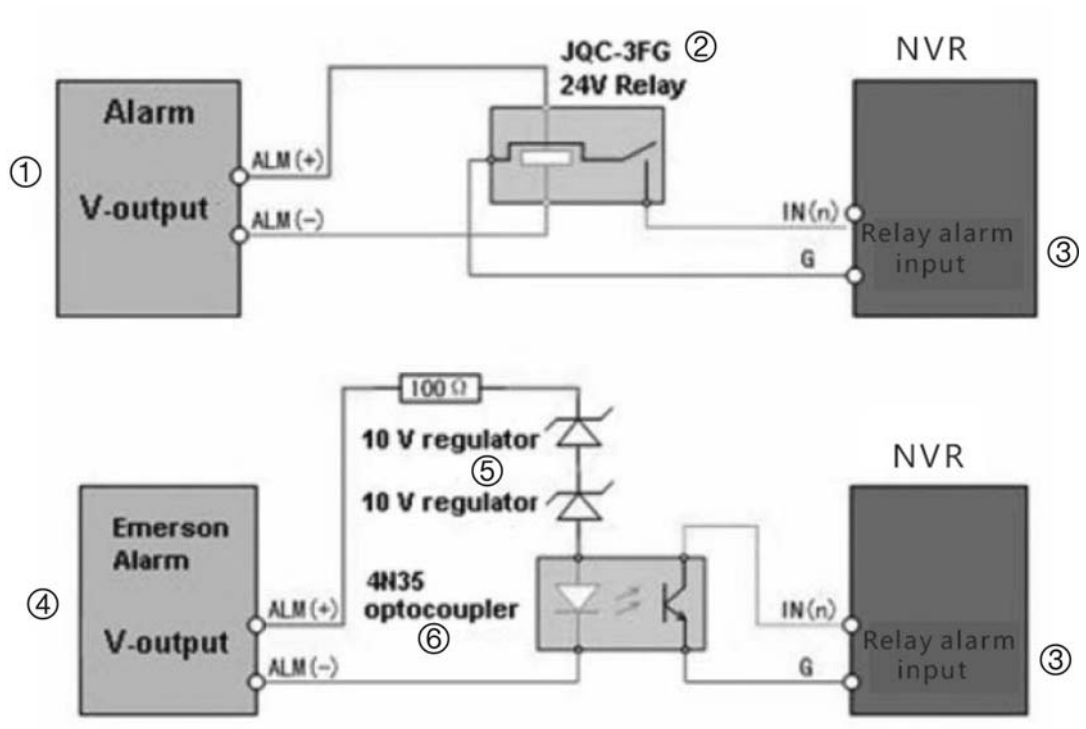 JQC-3FG ②
24V Relay
NVR
Alarm
V-output
①
ALM(+)
ALM(-)
IN(n)
G
Relay alarm
input
③
100 Ω
10 V regulator
⑤
10 V regulator
NVR
Emerson
Alarm
V-output
④
4N35
optocoupler
⑥
ALM(+)
ALM(-)
IN(n)
G
Relay alarm
input
③